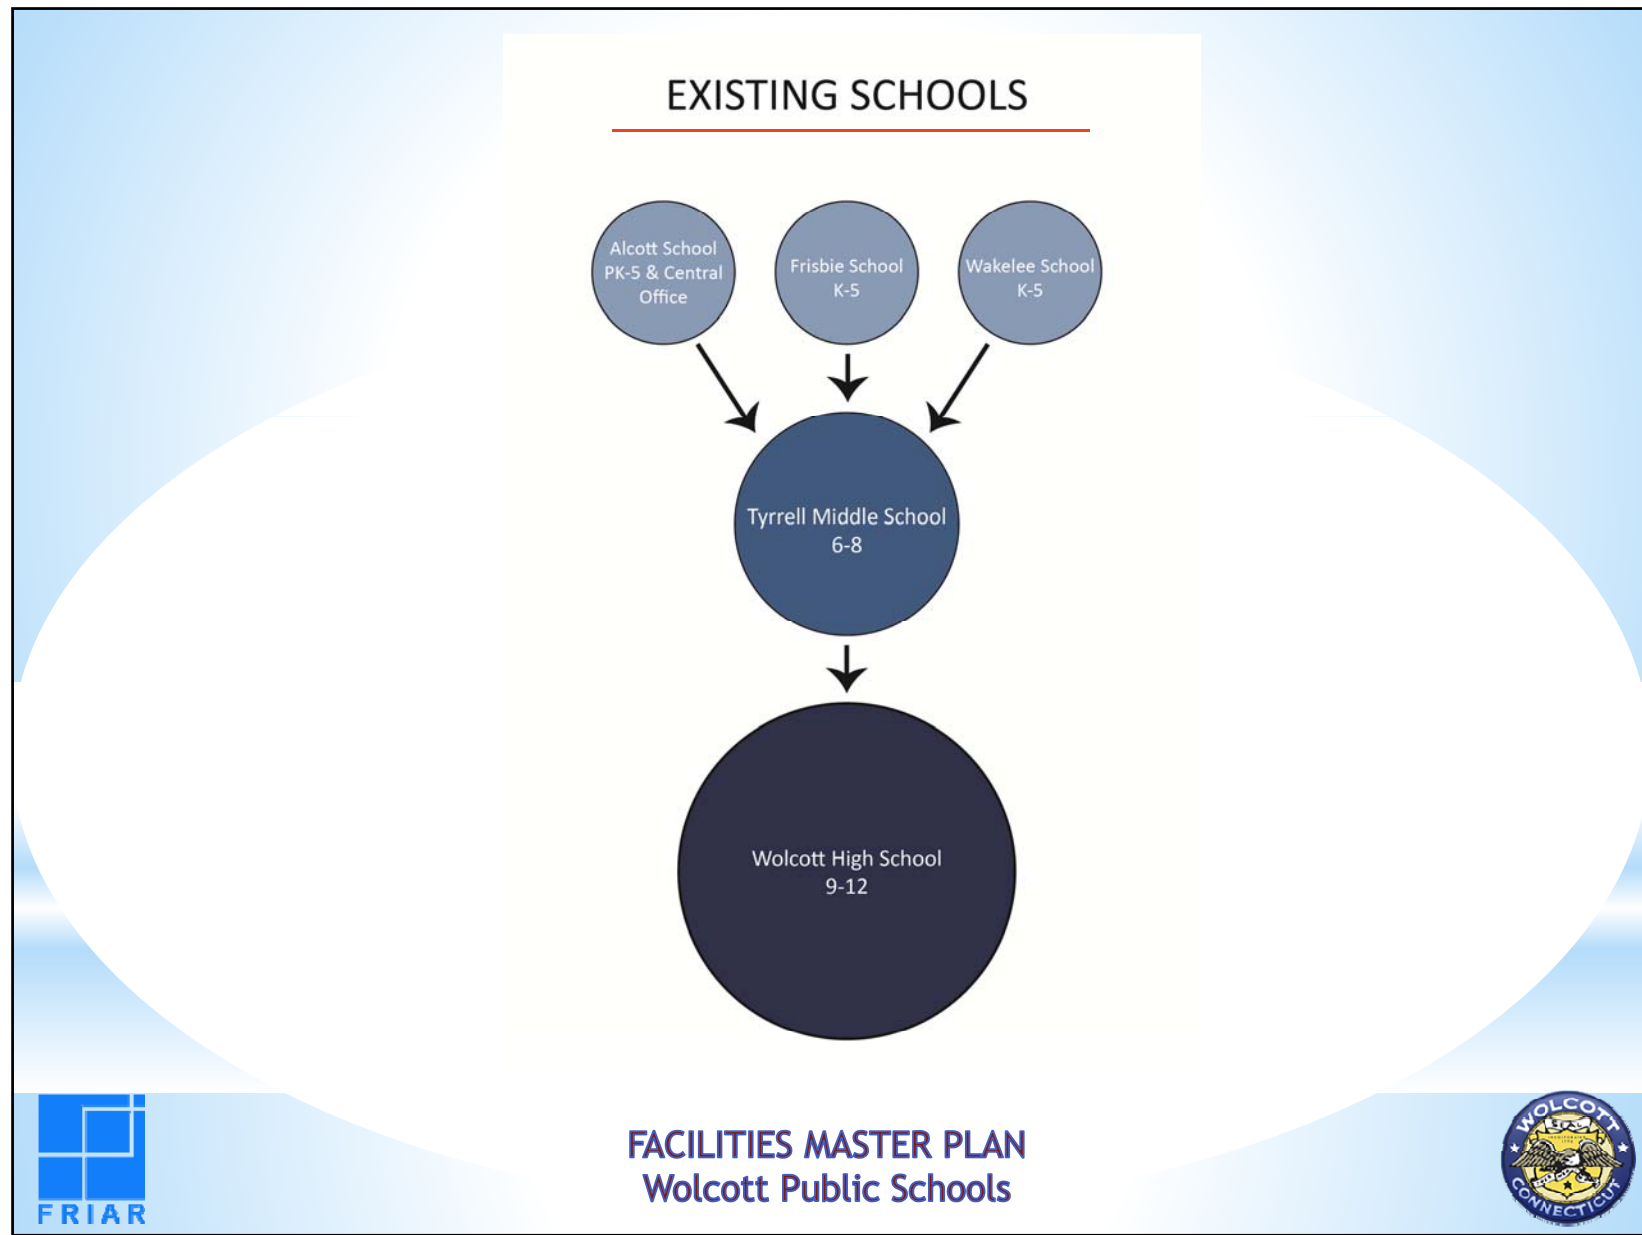 EXISTING SCHOOLS
Alcott School
PK-5 & Central
Office
Frisbie School
K-5
Wakelee School
K-5
Tyrrell Middle School
6-8
Wolcott High School
9-12
FACILITIES MASTER PLAN
Wolcott Public Schools
FRIAR
WOLCOTT
SEAL
CONNECTICUT